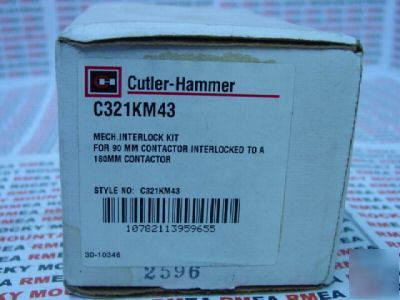 Cutler-Hammer
C321KM43
MECH.INTERLOCK KIT
FOR 90 MM CONTACTOR INTERLOCKED TO A
180MM CONTACTOR
STYLE NO: C321KM43
10782113959655
30-10346
2596